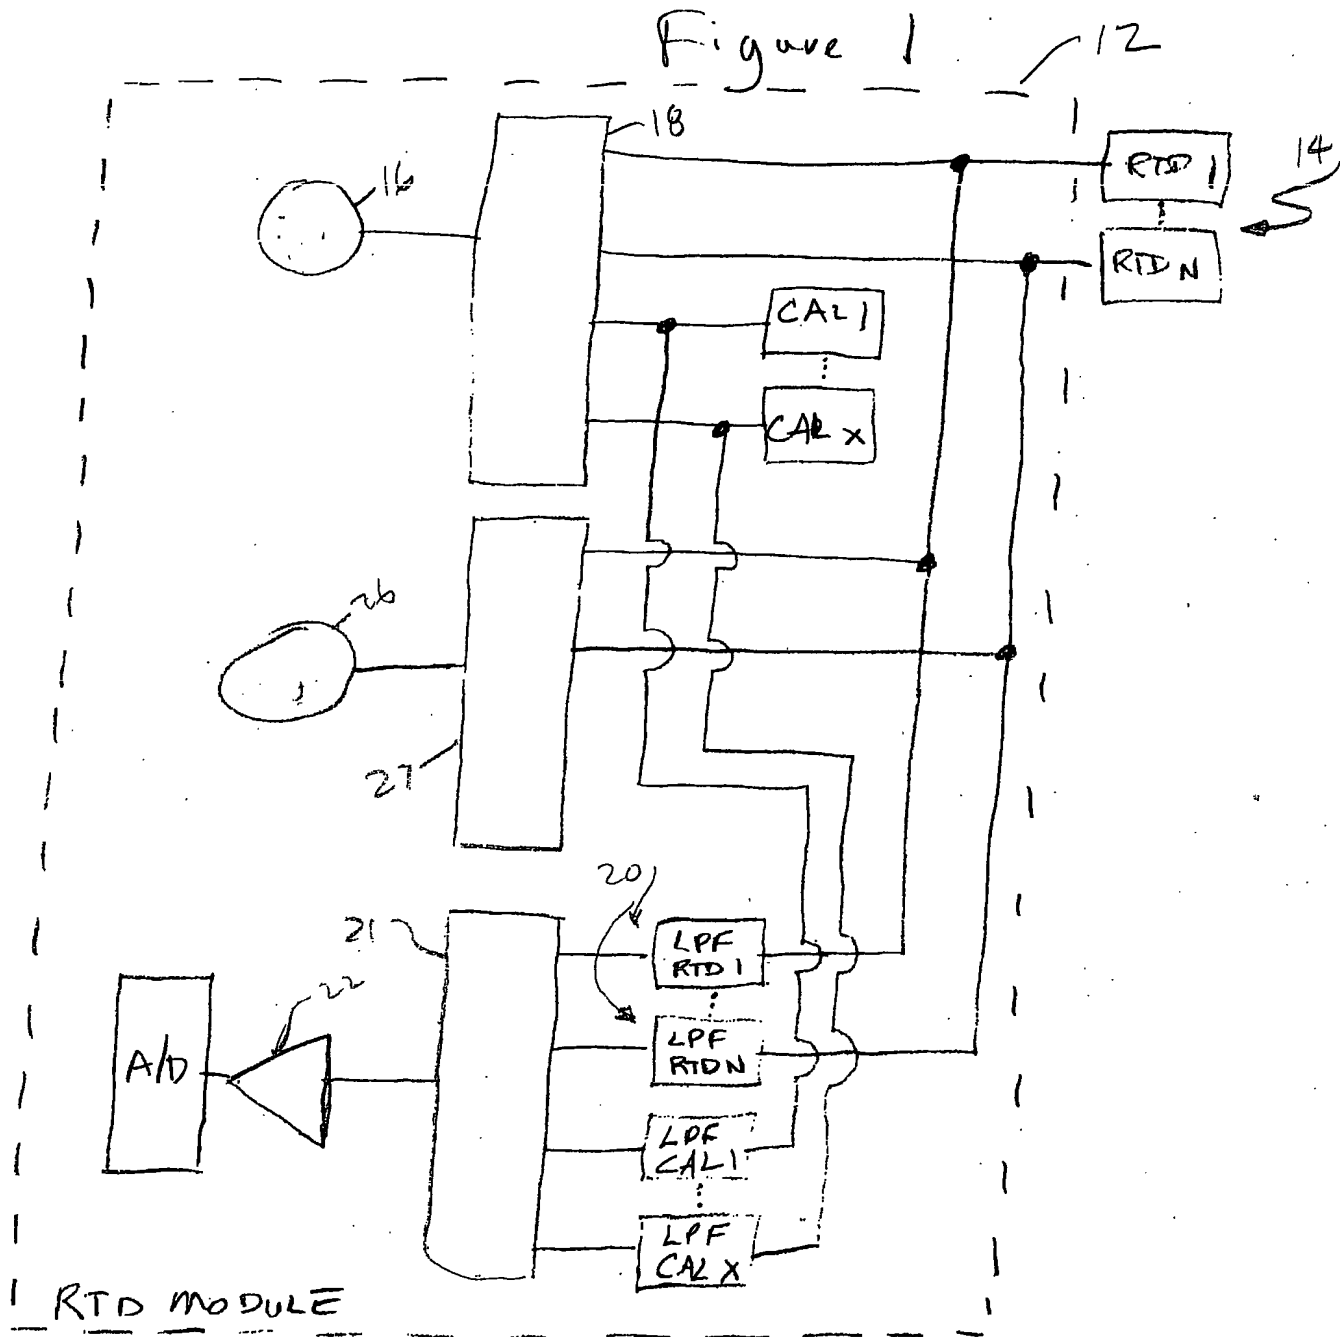 Figure 1
12
18
RTD 1
14
16
RTD N
CAL 1
CAL X
26
27
20
21
LPF
RTD 1
22
LPF
RTD N
A/D
LPF
CAL 1
LPF
CAL X
RTD MODULE